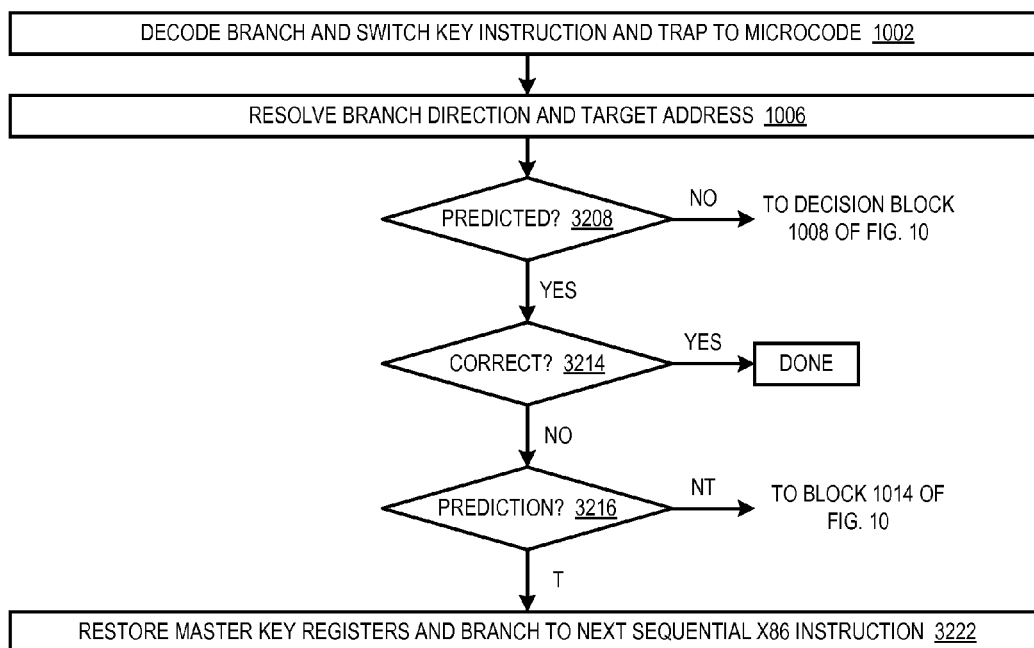 DECODE BRANCH AND SWITCH KEY INSTRUCTION AND TRAP TO MICROCODE 1002
RESOLVE BRANCH DIRECTION AND TARGET ADDRESS 1006
PREDICTED? 3208
NO
TO DECISION BLOCK
1008 OF FIG. 10
YES
CORRECT? 3214
YES
DONE
NO
PREDICTION? 3216
NT
TO BLOCK 1014 OF
FIG. 10
T
RESTORE MASTER KEY REGISTERS AND BRANCH TO NEXT SEQUENTIAL X86 INSTRUCTION 3222